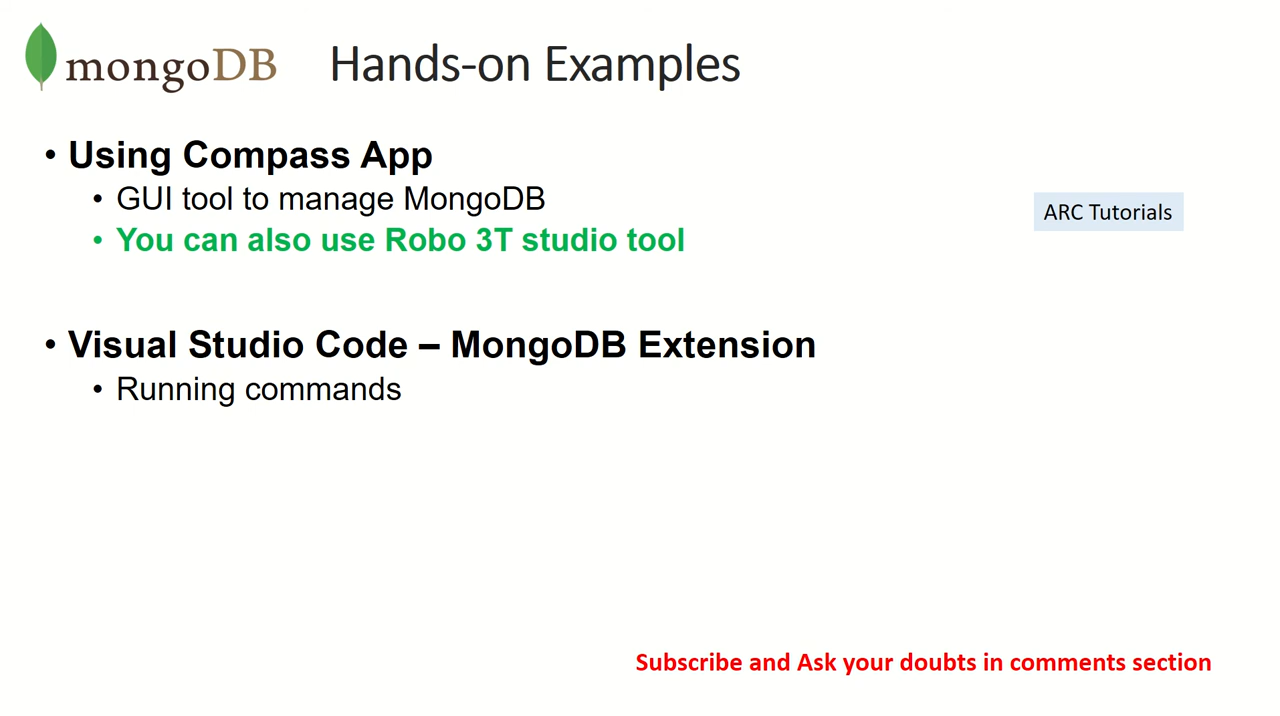 mongoDB
Hands-on Examples
• Using Compass App
• GUI tool to manage MongoDB
• You can also use Robo 3T studio tool
ARC Tutorials
• Visual Studio Code – MongoDB Extension
• Running commands
Subscribe and Ask your doubts in comments section